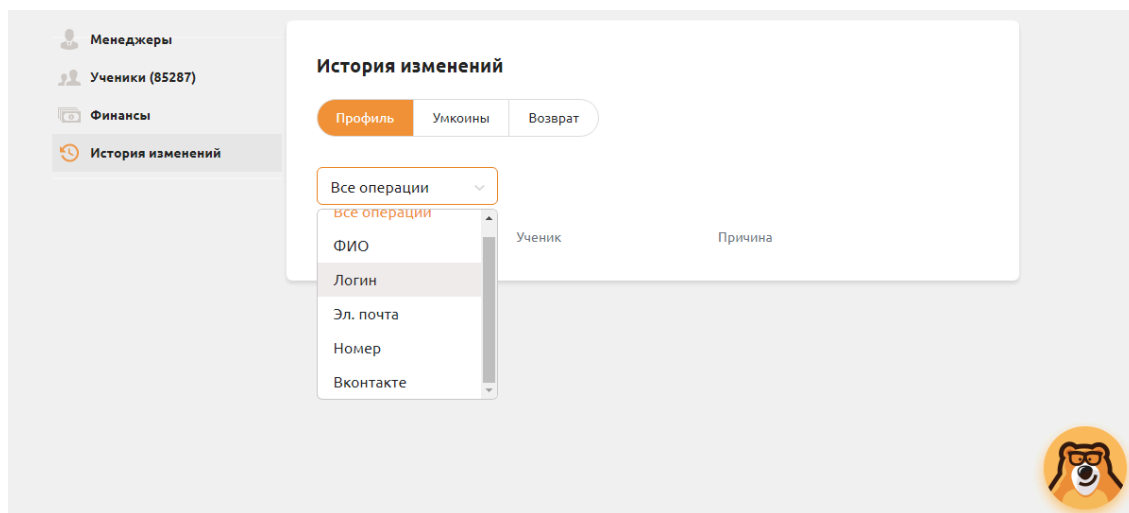 Менеджеры
Ученики (85287)
Финансы
История изменений
История изменений
Профиль Умкоины Возврат
Все операции
Все операции
Ученик Причина
ФИО
Логин
Эл. почта
Номер
Вконтакте